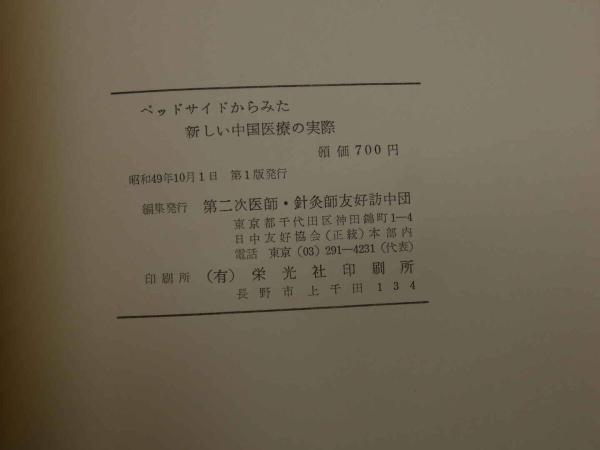 ベッドサイドからみた
新しい中国医療の実際
頒価700円
昭和49年10月1日 第1版発行
編集発行 第二次医師・針灸師友好訪中団
東京都千代田区神田錦町1―4
日中友好協会(正統)本部内
電話 東京(03)291―4231(代表)
印刷所 (有)栄光社印刷所
長野市上千田134